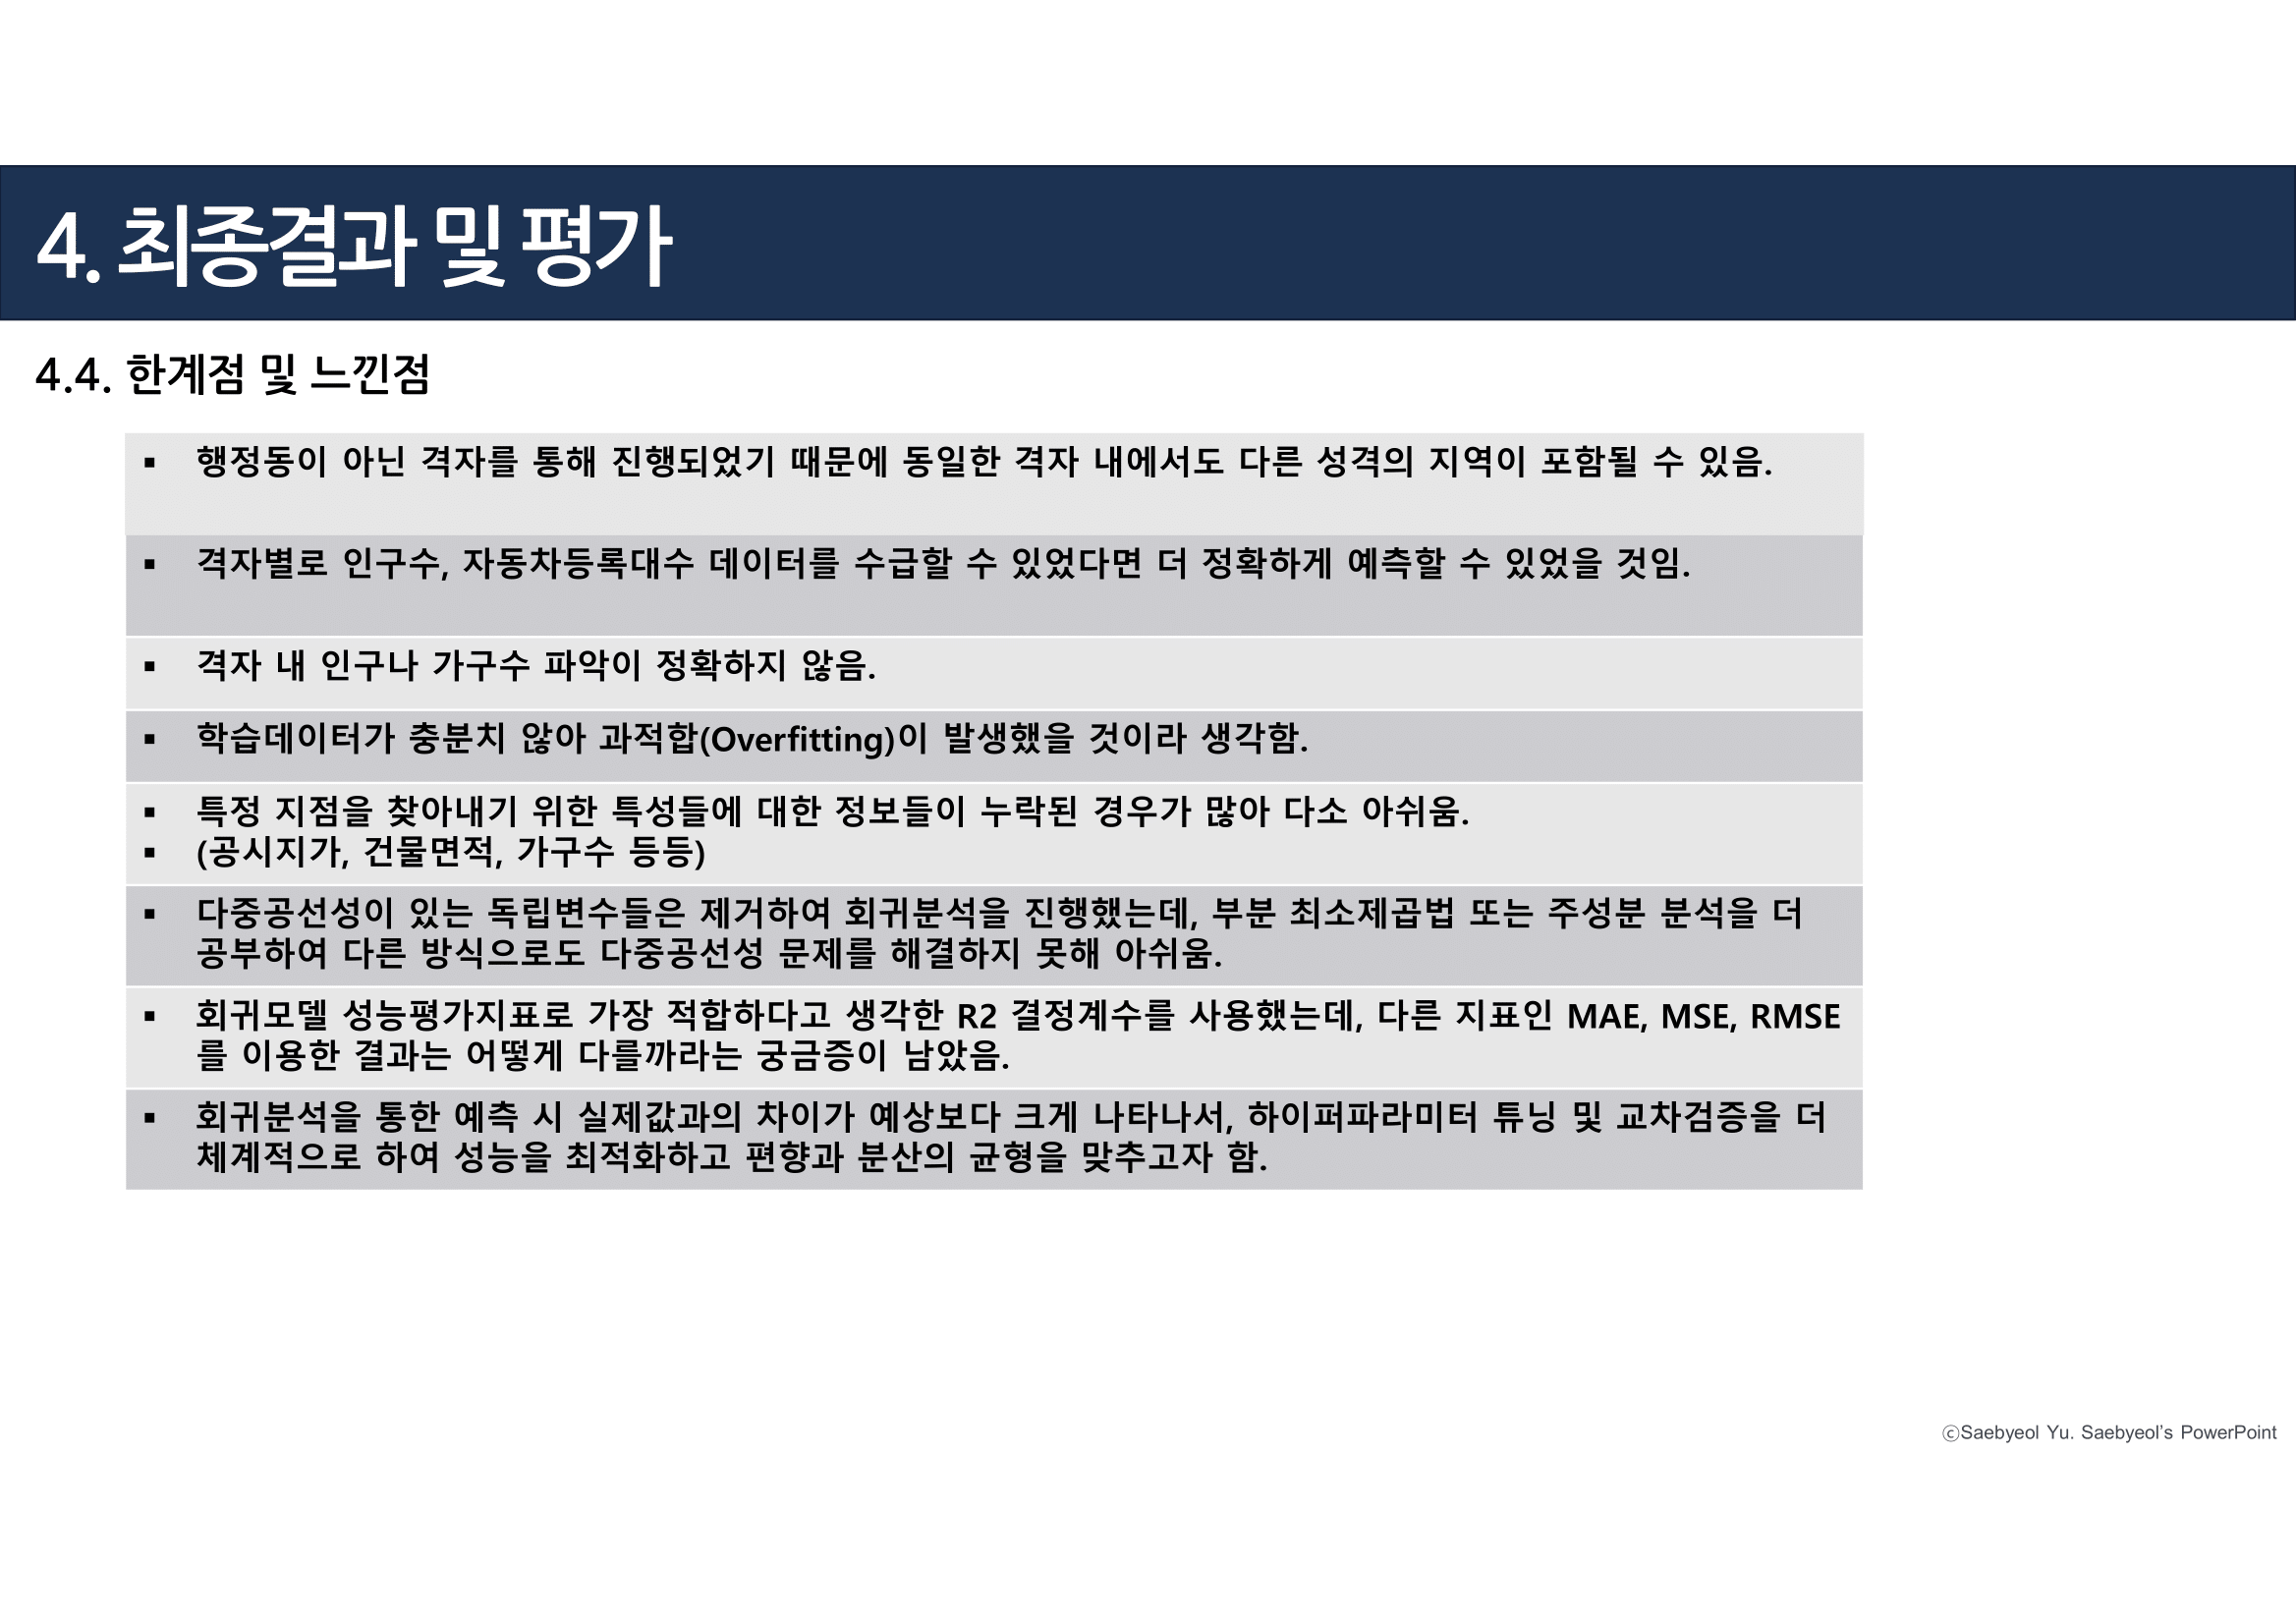 4. 최종결과 및 평가
4.4. 한계점 및 느낀점
▪ 행정동이 아닌 격자를 통해 진행되었기 때문에 동일한 격자 내에서도 다른 성격의 지역이 포함될 수 있음.
▪ 격자별로 인구수, 자동차등록대수 데이터를 수급할 수 있었다면 더 정확하게 예측할 수 있었을 것임.
▪ 격자 내 인구나 가구수 파악이 정확하지 않음.
▪ 학습데이터가 충분치 않아 과적합(Overfitting)이 발생했을 것이라 생각함.
▪ 특정 지점을 찾아내기 위한 특성들에 대한 정보들이 누락된 경우가 많아 다소 아쉬움.
▪ (공시지가, 건물면적, 가구수 등등)
▪ 다중공선성이 있는 독립변수들은 제거하여 회귀분석을 진행했는데, 부분 최소제곱법 또는 주성분 분석을 더
공부하여 다른 방식으로도 다중공선성 문제를 해결하지 못해 아쉬움.
▪ 회귀모델 성능평가지표로 가장 적합하다고 생각한 R2 결정계수를 사용했는데, 다른 지표인 MAE, MSE, RMSE
를 이용한 결과는 어떻게 다를까라는 궁금증이 남았음.
▪ 회귀분석을 통한 예측 시 실제값과의 차이가 예상보다 크게 나타나서, 하이퍼파라미터 튜닝 및 교차검증을 더
체계적으로 하여 성능을 최적화하고 편향과 분산의 균형을 맞추고자 함.
ⓒSaebyeol Yu. Saebyeol's PowerPoint